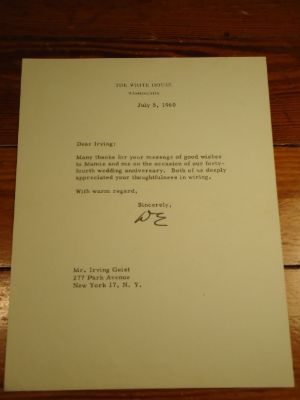 THE WHITE HOUSE
WASHINGTON
July 5, 1960
Dear Irving:
Many thanks for your message of good wishes
to Mamie and me on the occasion of our forty-
fourth wedding anniversary. Both of us deeply
appreciated your thoughtfulness in wiring.
With warm regard,
Sincerely,
DE
Mr. Irving Geist
277 Park Avenue
New York 17, N. Y.